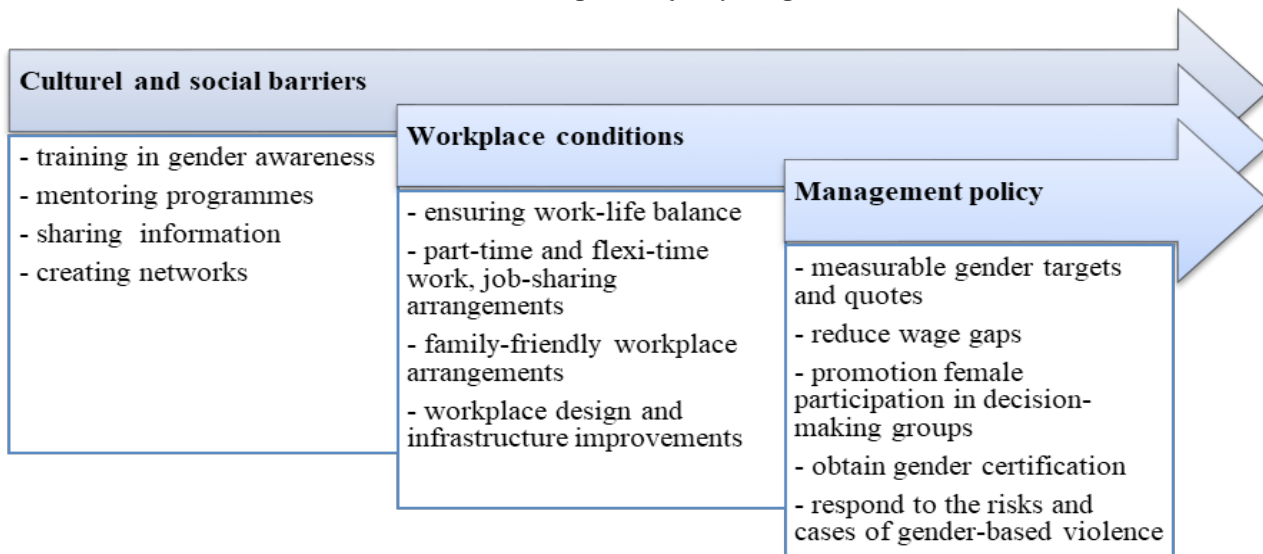 Culturel and social barriers
- training in gender awareness
- mentoring programmes
- sharing information
- creating networks
Workplace conditions
- ensuring work-life balance
- part-time and flexi-time
work, job-sharing
arrangements
- family-friendly workplace
arrangements
- workplace design and
infrastructure improvements
Management policy
- measurable gender targets
and quotes
- reduce wage gaps
- promotion female
participation in decision-
making groups
- obtain gender certification
- respond to the risks and
cases of gender-based violence